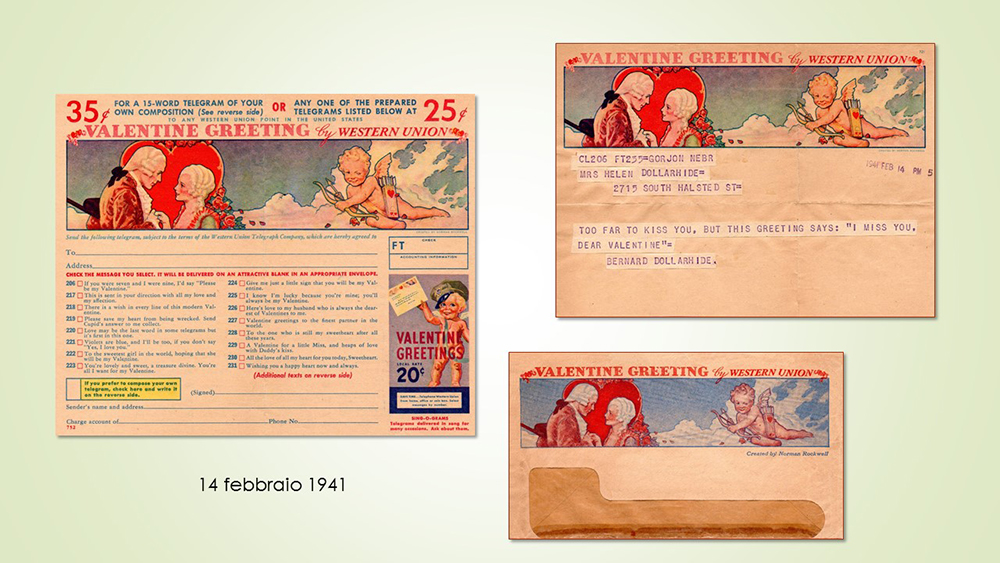 35¢ FOR A 15-WORD TELEGRAM OF YOUR OWN COMPOSITION (See reverse side) OR ANY ONE OF THE PREPARED TELEGRAMS LISTED BELOW AT 25¢
TO ANY WESTERN UNION POINT IN THE UNITED STATES
VALENTINE GREETING by WESTERN UNION
Send the following telegram, subject to the terms of the Western Union Telegraph Company, which are hereby agreed to
To
Address
FT
CHECK
ACCOUNTING INFORMATION
CHECK THE MESSAGE YOU SELECT. IT WILL BE DELIVERED ON AN ATTRACTIVE BLANK IN AN APPROPRIATE ENVELOPE.
216 If you were seven and I were nine, I'd say "Please
be my Valentine."
217 This is sent in your direction with all my love and
my affection.
218 There is a wish in every line of this modern Val-
entine.
219 Please save my heart from being wrecked. Send
Cupid's answer to me collect.
220 Love may be the last word in some telegrams but
it's first in this one.
221 Violets are blue, and I'll be too, if you don't say
"Yes, I love you."
222 To the sweetest girl in the world, hoping that she
will be my Valentine.
223 You're lovely and sweet, a treasure divine. You're
all I want for my Valentine.
224 Give me just a little sign that you will be my Val-
entine.
225 I know I'm lucky because you're mine; you'll
always be my Valentine.
226 Here's love to my husband who is always the dear-
est of Valentines to me.
227 Valentine greetings to the finest partner in the
world.
228 To the one who is still my sweetheart after all
these years.
229 A Valentine for a little Miss, and heaps of love
with Daddy's kiss.
230 All the love of all my heart for you today, Sweetheart.
231 Wishing you a happy heart now and always.
(Additional texts on reverse side)
VALENTINE
GREETINGS
LOCAL RATE
20¢
If you prefer to compose your own
telegram, check here and write it
on the reverse side.
(Signed)
Sender's name and address
Charge account of Phone No.
752
SING-O-GRAMS
Telegrams delivered in song for
many occasions. Ask about them.
14 febbraio 1941
VALENTINE GREETING by WESTERN UNION
CL206 FT255=GORJON NEBR
MRS HELEN DOLLARHIDE=
2715 SOUTH HALSTED ST=
1941 FEB 14 PM 5
TOO FAR TO KISS YOU, BUT THIS GREETING SAYS: "I MISS YOU,
DEAR VALENTINE"=
BERNARD DOLLARHIDE.
VALENTINE GREETING by WESTERN UNION
Created by Norman Rockwell